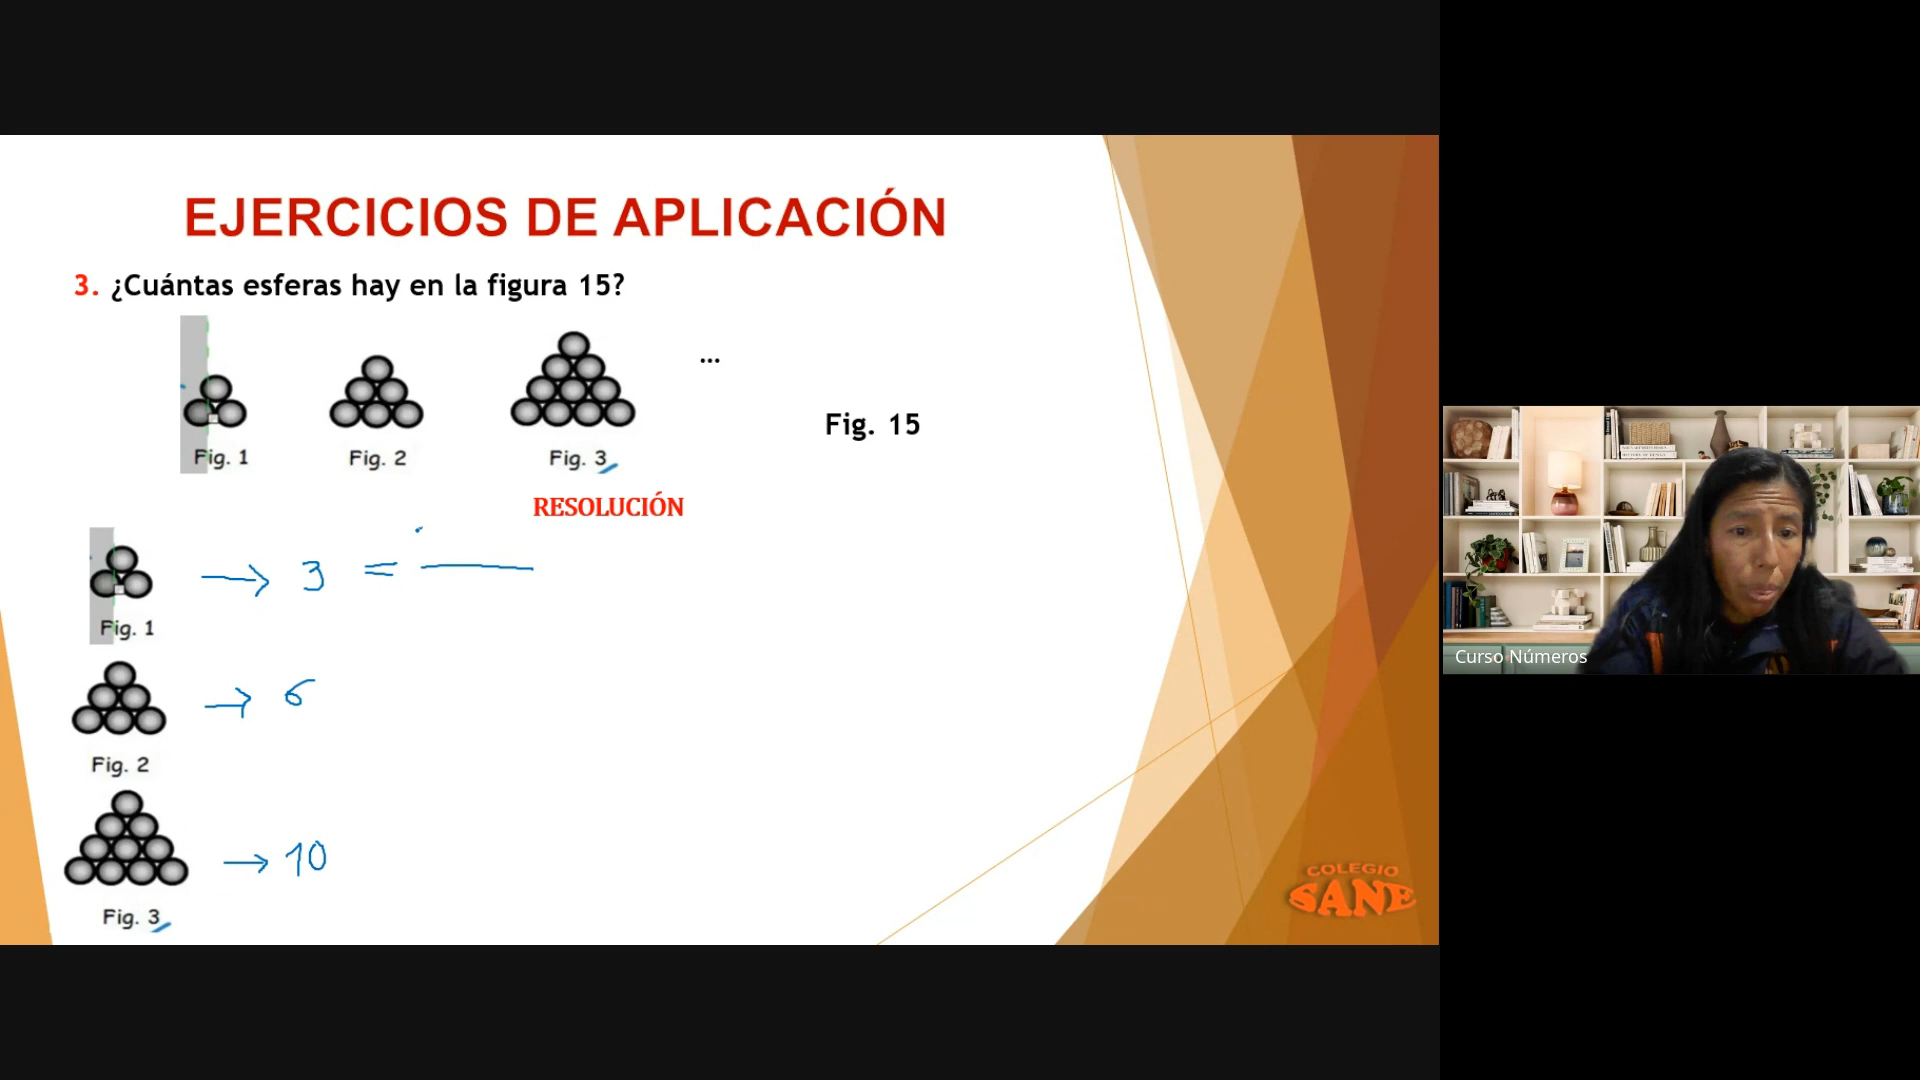 EJERCICIOS DE APLICACIÓN
3. ¿Cuántas esferas hay en la figura 15?
...
Fig. 1
Fig. 2
Fig. 3
Fig. 15
RESOLUCIÓN
→ 3 =
Fig. 1
→ 6
Fig. 2
→ 10
Fig. 3
COLEGIO
SANE
Curso Números